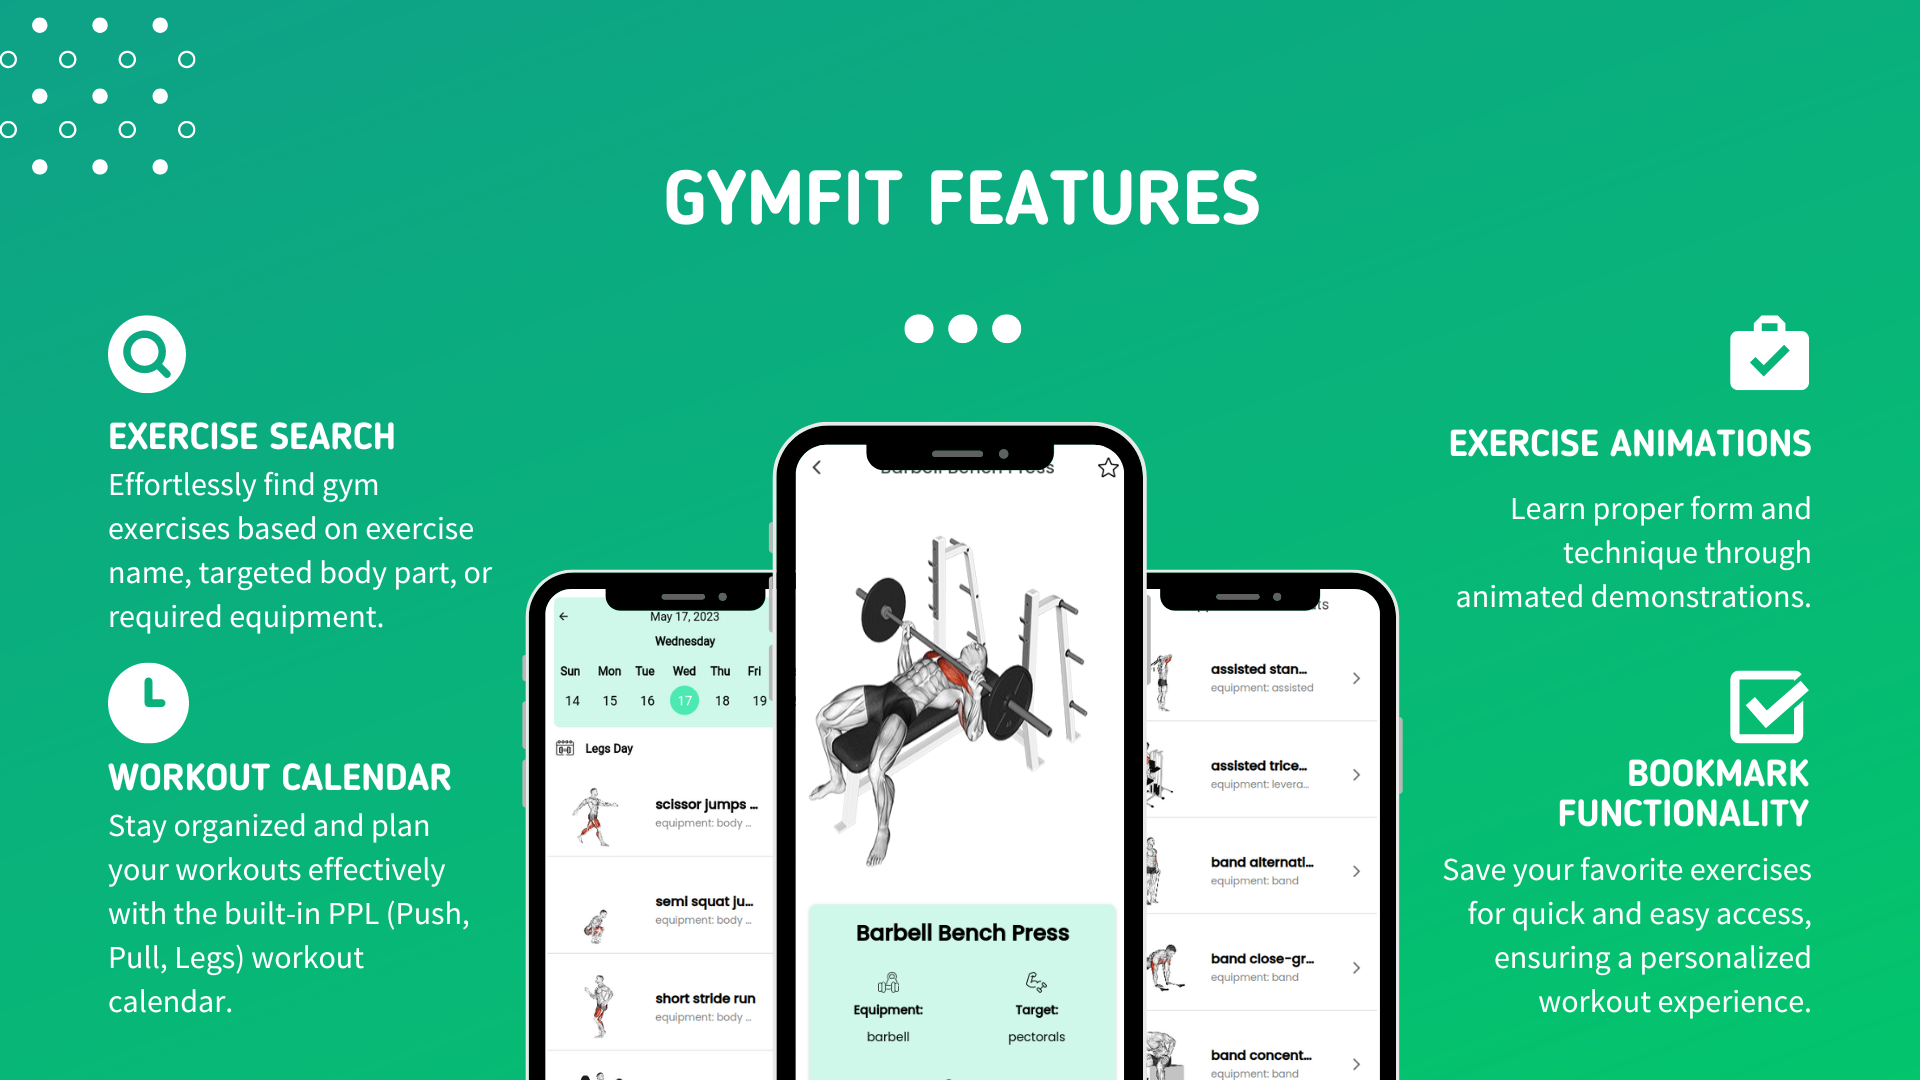 GYMFIT FEATURES
EXERCISE SEARCH
Effortlessly find gym
exercises based on exercise
name, targeted body part, or
required equipment.
WORKOUT CALENDAR
Stay organized and plan
your workouts effectively
with the built-in PPL (Push,
Pull, Legs) workout
calendar.
May 17, 2023
Wednesday
Sun Mon Tue Wed Thu Fri
14 15 16 17 18 19
Legs Day
scissor jumps ...
equipment: body ...
semi squat ju...
equipment: body ...
short stride run
equipment: body ...
Barbell Bench Press
Barbell Bench Press
Equipment: Target:
barbell pectorals
assisted stan...
equipment: assisted
assisted trice...
equipment: levera...
band alternati...
equipment: band
band close-gr...
equipment: band
band concent...
equipment: band
EXERCISE ANIMATIONS
Learn proper form and
technique through
animated demonstrations.
BOOKMARK
FUNCTIONALITY
Save your favorite exercises
for quick and easy access,
ensuring a personalized
workout experience.